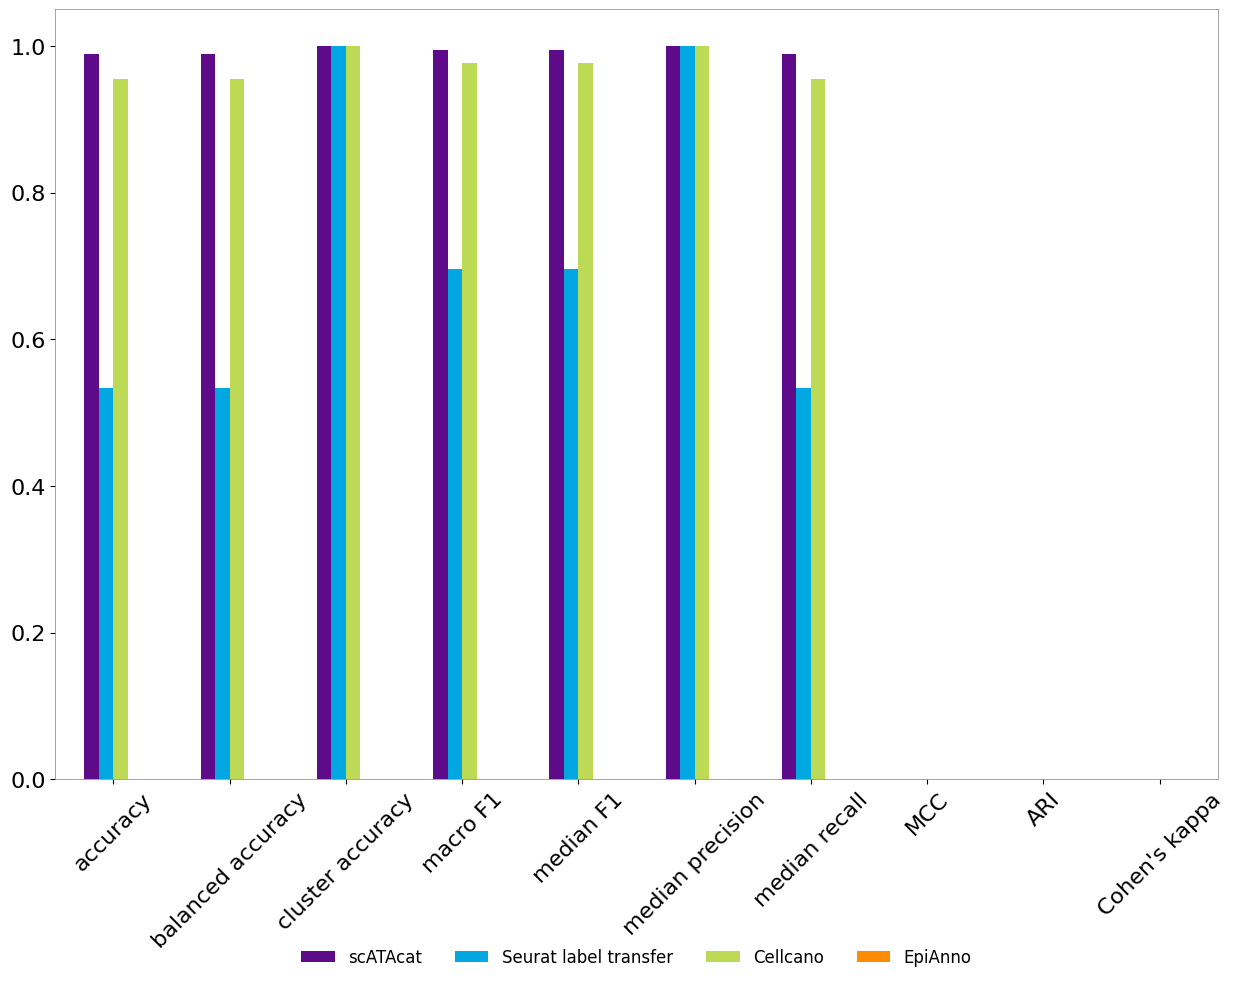 1.0
0.8
0.6
0.4
0.2
0.0
accuracy
balanced accuracy
cluster accuracy
macro F1
median F1
median precision
median recall
MCC
ARI
Cohen's kappa
scATAcat
Seurat label transfer
Cellcano
EpiAnno